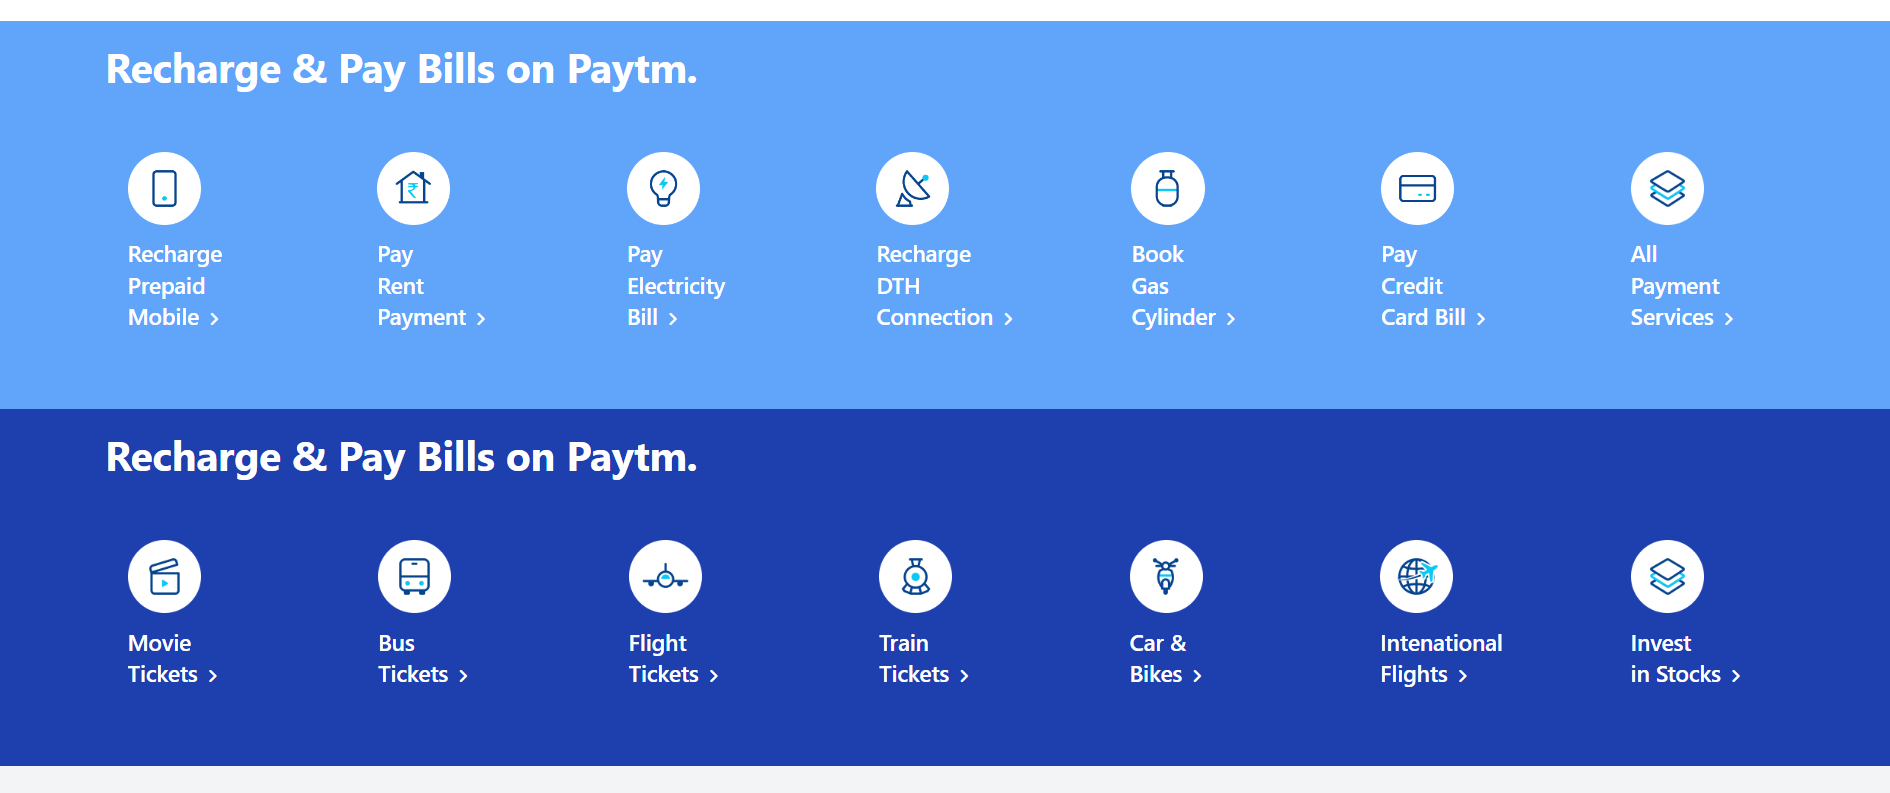 Recharge & Pay Bills on Paytm.
Recharge
Prepaid
Mobile >
Pay
Rent
Payment >
Pay
Electricity
Bill >
Recharge
DTH
Connection >
Book
Gas
Cylinder >
Pay
Credit
Card Bill >
All
Payment
Services >
Recharge & Pay Bills on Paytm.
Movie
Tickets >
Bus
Tickets >
Flight
Tickets >
Train
Tickets >
Car &
Bikes >
Intenational
Flights >
Invest
in Stocks >